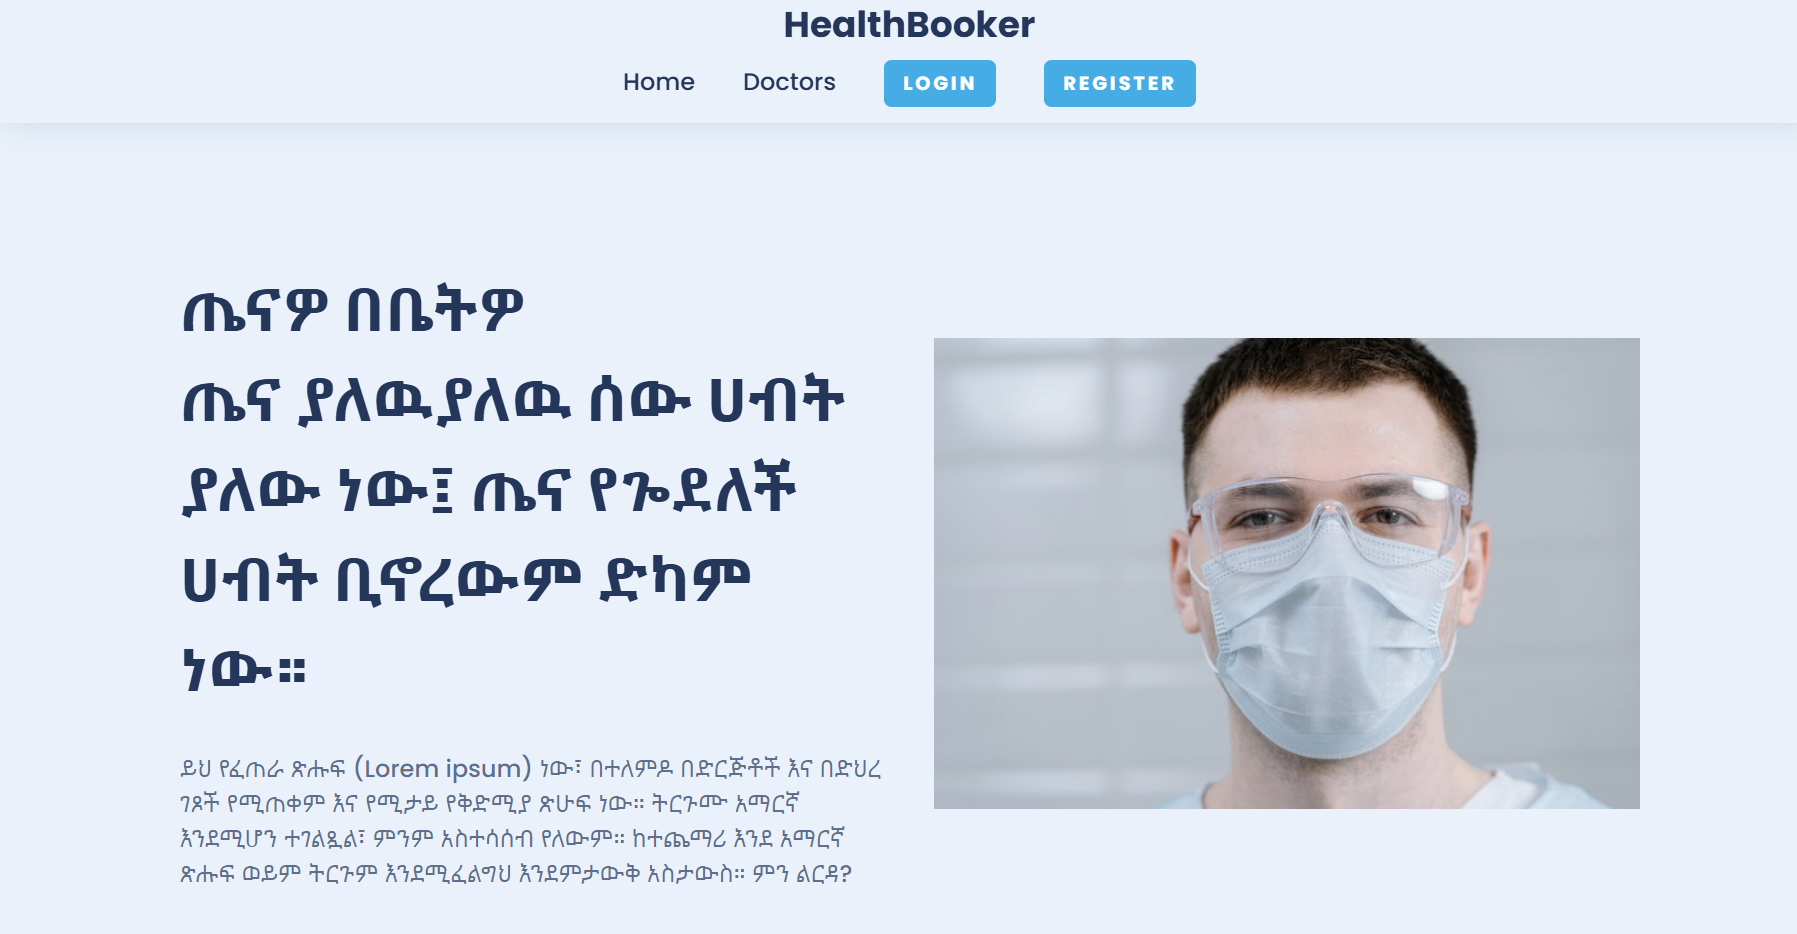 HealthBooker
Home Doctors LOGIN REGISTER
ጤናዎ በቤትዎ
ጤና ያለዉያለዉ ሰው ሀብት
ያለው ነው፤ ጤና የጐደለች
ሀብት ቢኖረውም ድካም
ነው።
ይህ የፈጠራ ጽሑፍ (Lorem ipsum) ነው፣ በተለምዶ በድርጅቶች እና በድህረ
ገጾች የሚጠቀም እና የሚታይ የቅድሚያ ጽሁፍ ነው። ትርጉሙ አማርኛ
እንደሚሆን ተገልጿል፣ ምንም አስተሳሰብ የለውም። ከተጨማሪ እንደ አማርኛ
ጽሑፍ ወይም ትርጉም እንደሚፈልግህ እንደምታውቅ አስታውስ። ምን ልርዳ?